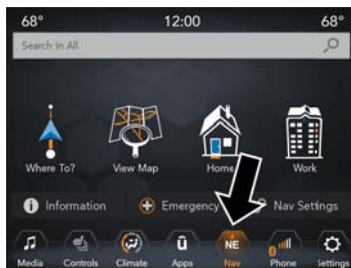 68° 12:00 68°
Search In All
Where To? View Map Home Work
Information Emergency Nav Settings
NE
Media Controls Climate Apps Nav Phone Settings